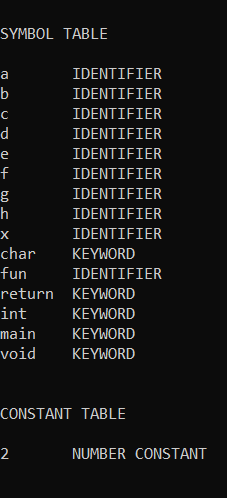 SYMBOL TABLE
a IDENTIFIER
b IDENTIFIER
c IDENTIFIER
d IDENTIFIER
e IDENTIFIER
f IDENTIFIER
g IDENTIFIER
h IDENTIFIER
x IDENTIFIER
char KEYWORD
fun IDENTIFIER
return KEYWORD
int KEYWORD
main KEYWORD
void KEYWORD
CONSTANT TABLE
2 NUMBER CONSTANT